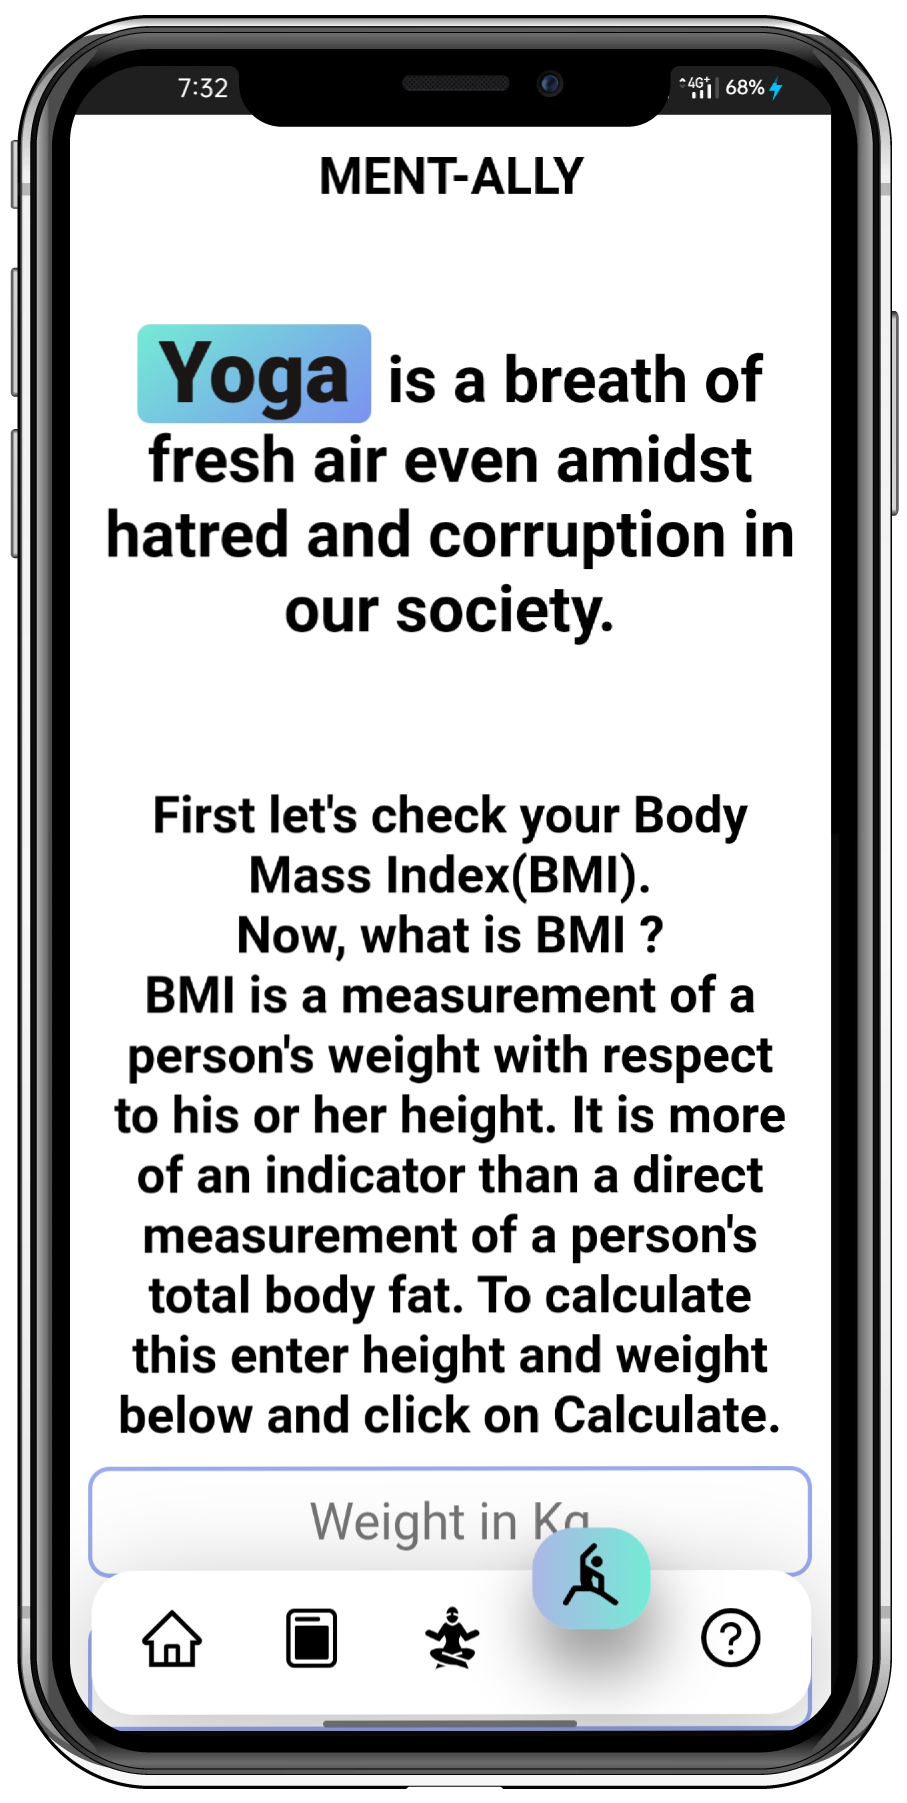 7:32
4G+ 68%
MENT-ALLY
Yoga is a breath of
fresh air even amidst
hatred and corruption in
our society.
First let's check your Body
Mass Index(BMI).
Now, what is BMI ?
BMI is a measurement of a
person's weight with respect
to his or her height. It is more
of an indicator than a direct
measurement of a person's
total body fat. To calculate
this enter height and weight
below and click on Calculate.
Weight in Kg
?